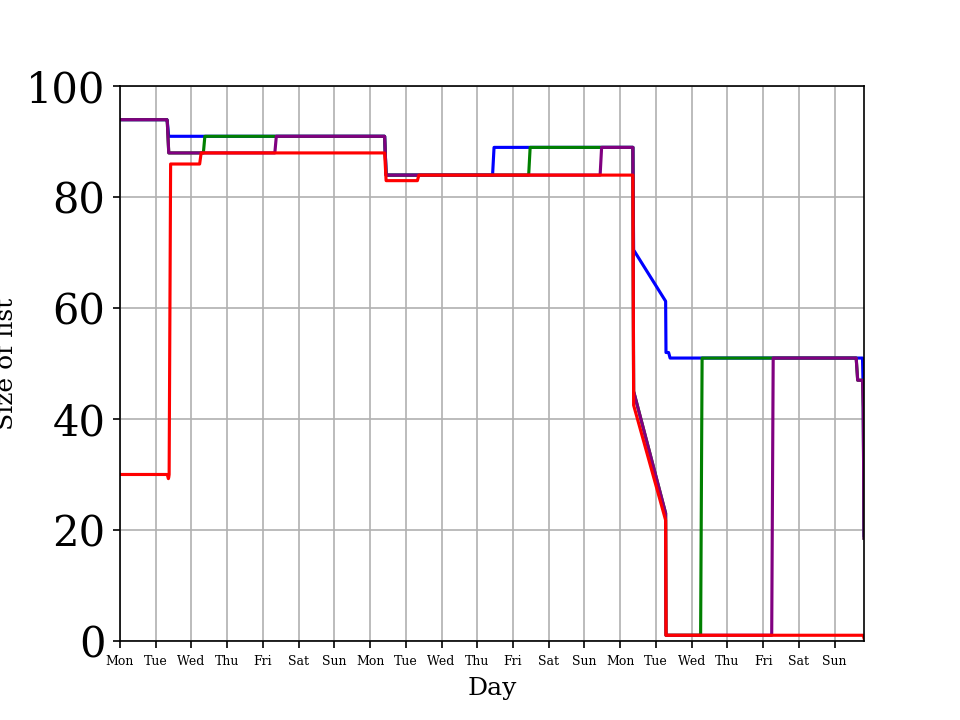 100
80
60
40
20
0
Size of list
Mon Tue Wed Thu Fri Sat Sun Mon Tue Wed Thu Fri Sat Sun Mon Tue Wed Thu Fri Sat Sun
Day